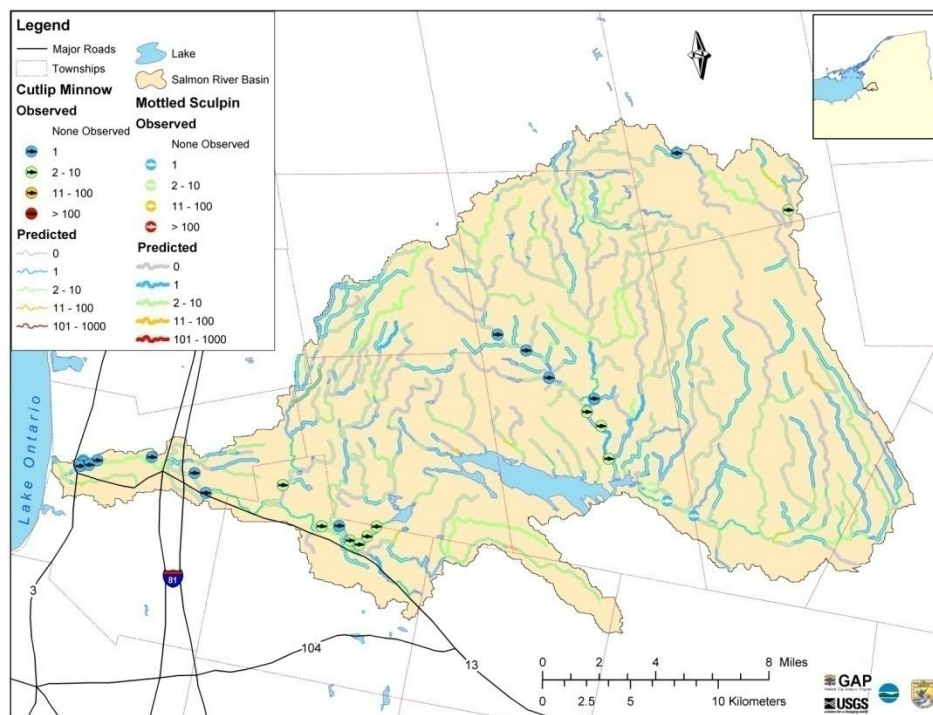 Legend
Major Roads
Townships
Lake
Salmon River Basin
Cutlip Minnow
Observed
None Observed
1
2 - 10
11 - 100
> 100
Predicted
0
1
2 - 10
11 - 100
101 - 1000
Mottled Sculpin
Observed
None Observed
1
2 - 10
11 - 100
> 100
Predicted
0
1
2 - 10
11 - 100
101 - 1000
Lake Ontario
3
81
104
13
0 2 4 8 Miles
0 2.5 5 10 Kilometers
GAP
USGS